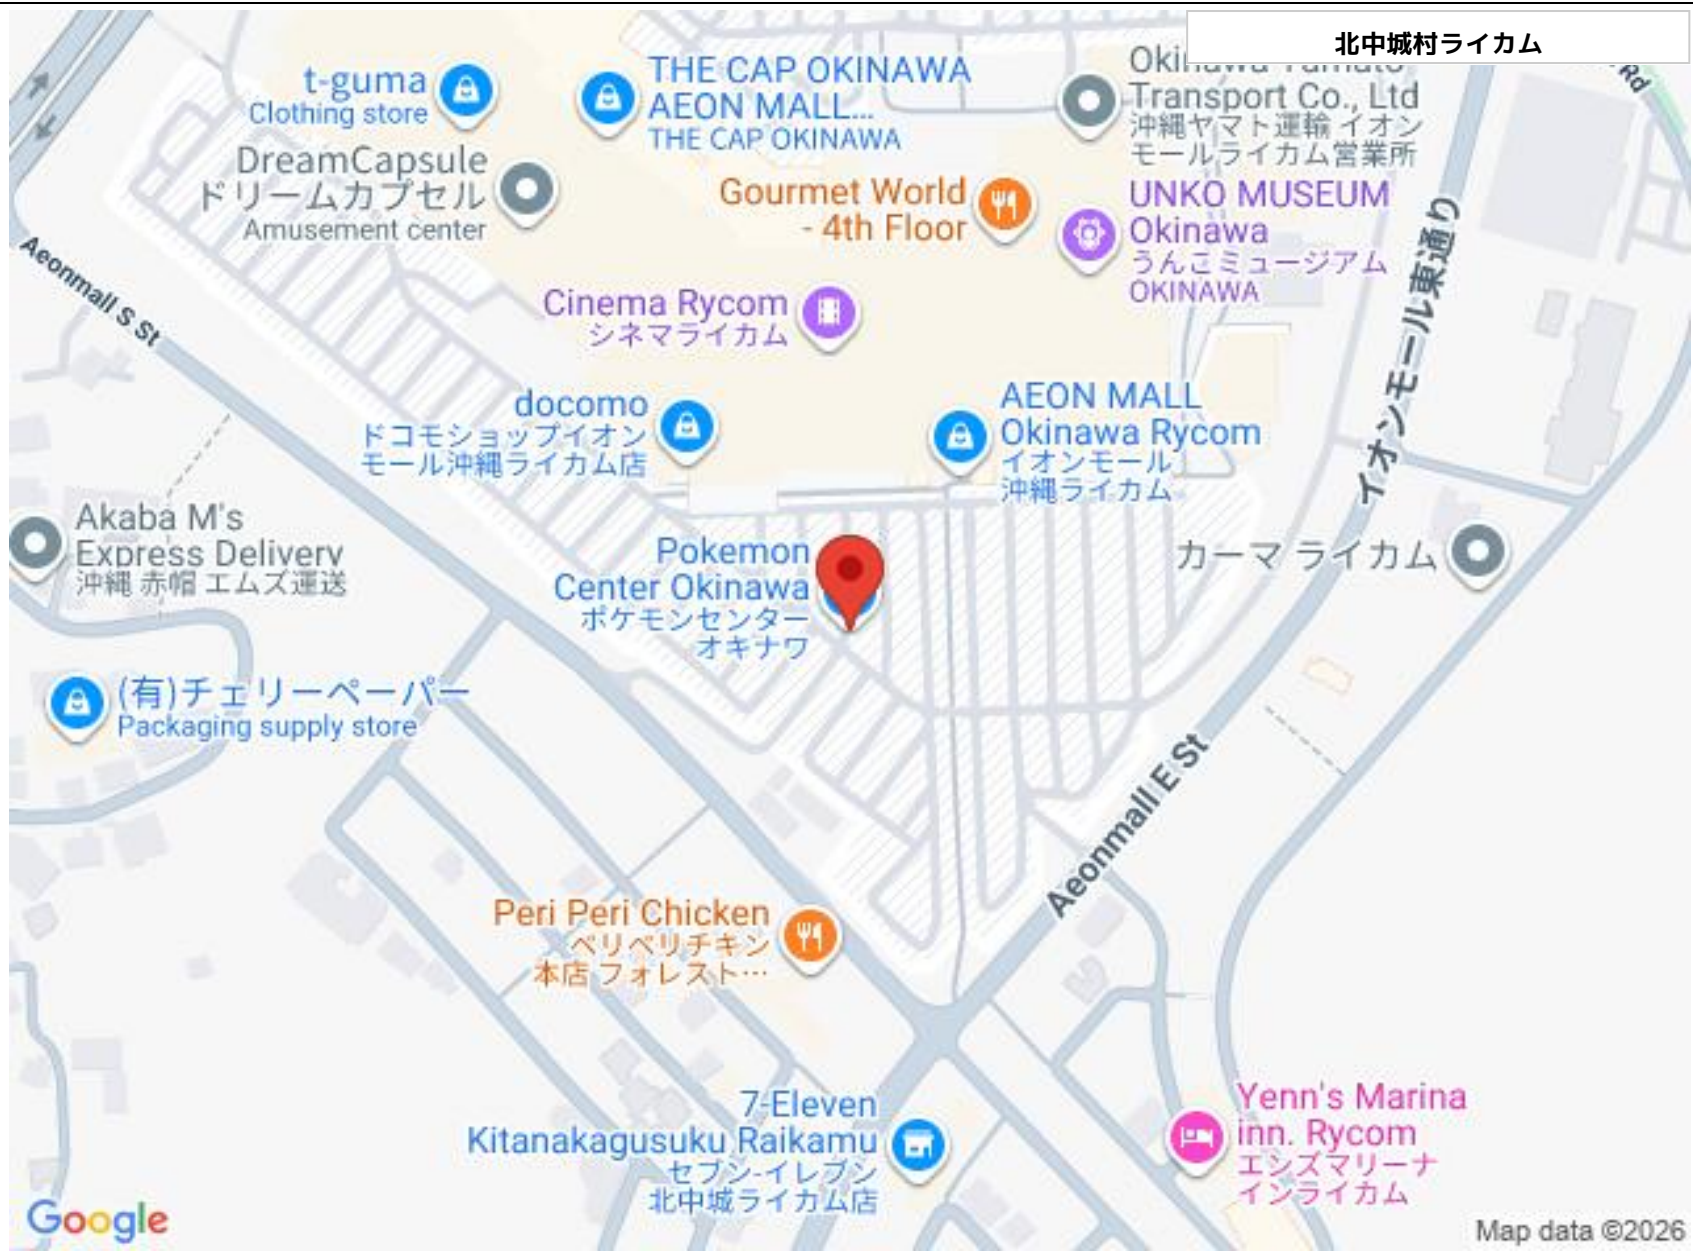 北中城村ライカム
t-guma
Clothing store
THE CAP OKINAWA
AEON MALL...
THE CAP OKINAWA
Transport Co., Ltd
沖縄ヤマト運輸 イオン
モールライカム営業所
Rd
DreamCapsule
ドリームカプセル
Amusement center
Gourmet World
- 4th Floor
UNKO MUSEUM
Okinawa
うんこミュージアム
OKINAWA
イオンモール東通り
Aeonmall S St
Cinema Rycom
シネマライカム
docomo
ドコモショップイオン
モール沖縄ライカム店
AEON MALL
Okinawa Rycom
イオンモール
沖縄ライカム
Akaba M's
Express Delivery
沖縄 赤帽 エムズ運送
Pokemon
Center Okinawa
ポケモンセンター
オキナワ
カーマ ライカム
(有)チェリーペーパー
Packaging supply store
Aeonmall E St
Peri Peri Chicken
ペリペリチキン
本店 フォレスト…
7-Eleven
Kitanakagusuku Raikamu
セブン-イレブン
北中城ライカム店
Yenn's Marina
inn. Rycom
エンズマリーナ
インライカム
Google
Map data ©2026